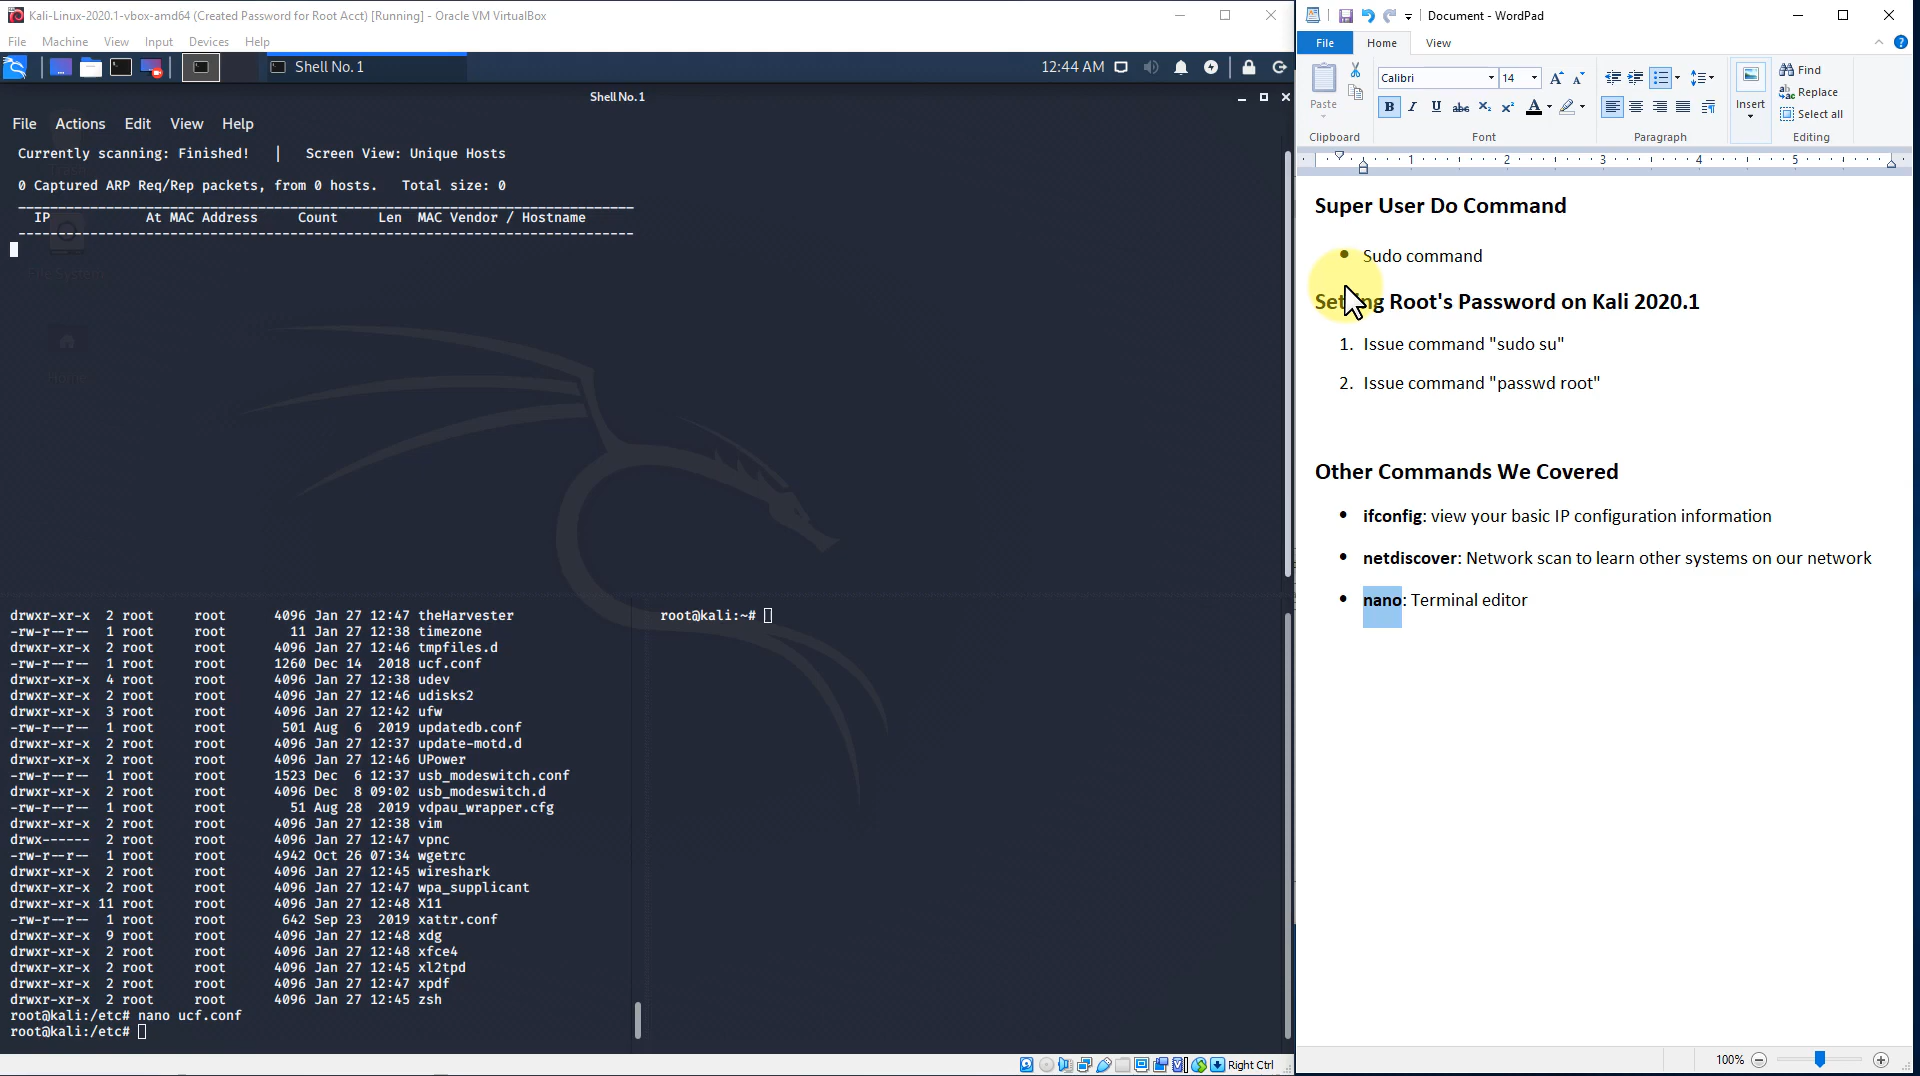 Kali-Linux-2020.1-vbox-amd64 (Created Password for Root Acct) [Running] - Oracle VM VirtualBox
File Machine View Input Devices Help
Shell No. 1
12:44 AM
Shell No. 1
File Actions Edit View Help
Currently scanning: Finished! | Screen View: Unique Hosts
0 Captured ARP Req/Rep packets, from 0 hosts. Total size: 0
IP At MAC Address Count Len MAC Vendor / Hostname
File System
Home
drwxr-xr-x 2 root root 4096 Jan 27 12:47 theHarvester
-rw-r--r-- 1 root root 11 Jan 27 12:38 timezone
drwxr-xr-x 2 root root 4096 Jan 27 12:46 tmpfiles.d
-rw-r--r-- 1 root root 1260 Dec 14 2018 ucf.conf
drwxr-xr-x 4 root root 4096 Jan 27 12:38 udev
drwxr-xr-x 2 root root 4096 Jan 27 12:46 udisks2
drwxr-xr-x 3 root root 4096 Jan 27 12:42 ufw
-rw-r--r-- 1 root root 501 Aug 6 2019 updatedb.conf
drwxr-xr-x 2 root root 4096 Jan 27 12:37 update-motd.d
drwxr-xr-x 2 root root 4096 Jan 27 12:46 UPower
-rw-r--r-- 1 root root 1523 Dec 6 12:37 usb_modeswitch.conf
drwxr-xr-x 2 root root 4096 Dec 8 09:02 usb_modeswitch.d
-rw-r--r-- 1 root root 51 Aug 28 2019 vdpau_wrapper.cfg
drwxr-xr-x 2 root root 4096 Jan 27 12:38 vim
drwx------ 2 root root 4096 Jan 27 12:47 vpnc
-rw-r--r-- 1 root root 4942 Oct 26 07:34 wgetrc
drwxr-xr-x 2 root root 4096 Jan 27 12:45 wireshark
drwxr-xr-x 2 root root 4096 Jan 27 12:47 wpa_supplicant
drwxr-xr-x 11 root root 4096 Jan 27 12:48 X11
-rw-r--r-- 1 root root 642 Sep 23 2019 xattr.conf
drwxr-xr-x 9 root root 4096 Jan 27 12:48 xdg
drwxr-xr-x 2 root root 4096 Jan 27 12:48 xfce4
drwxr-xr-x 2 root root 4096 Jan 27 12:45 xl2tpd
drwxr-xr-x 2 root root 4096 Jan 27 12:47 xpdf
drwxr-xr-x 2 root root 4096 Jan 27 12:45 zsh
root@kali:/etc# nano ucf.conf
root@kali:/etc#
root@kali:~#
Right Ctrl
Document - WordPad
File Home View
Paste
Clipboard
Calibri 14
B I U abc X₂ X²
Font
Paragraph
Insert
Find
Replace
Select all
Editing
1 2 3 4 5
Super User Do Command
• Sudo command
Setting Root's Password on Kali 2020.1
1. Issue command "sudo su"
2. Issue command "passwd root"
Other Commands We Covered
• ifconfig: view your basic IP configuration information
• netdiscover: Network scan to learn other systems on our network
• nano: Terminal editor
100%